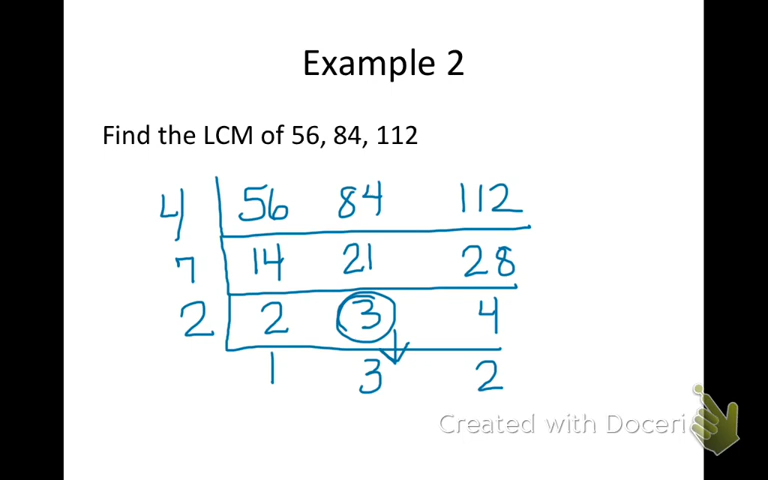 Example 2
Find the LCM of 56, 84, 112
4 56 84 112
7 14 21 28
2 2 3 4
1 3 2
Created with Doceri